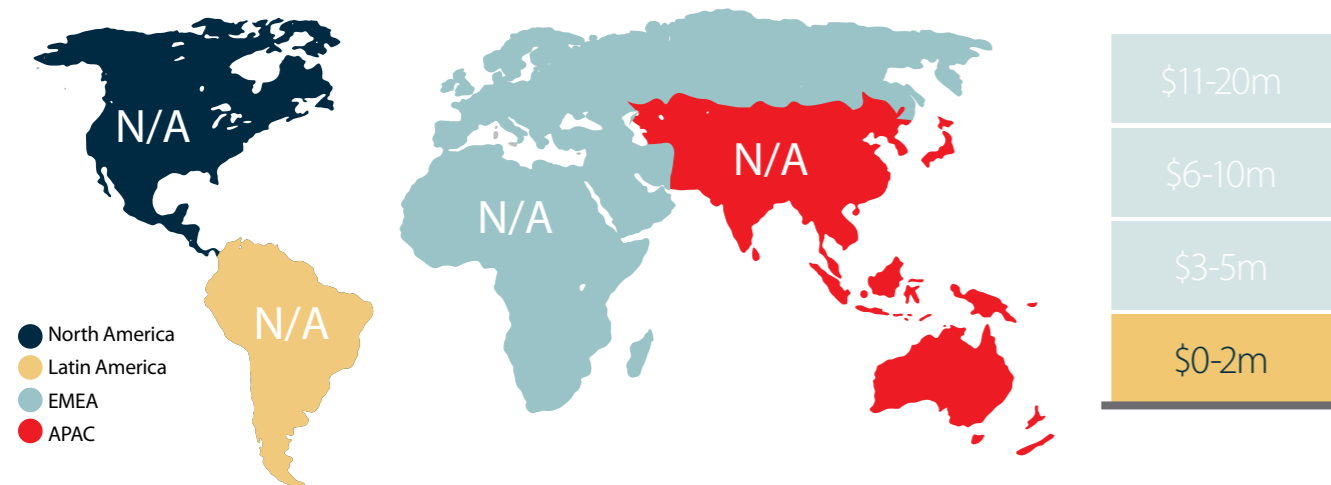 N/A
N/A
N/A
N/A
North America
Latin America
EMEA
APAC
$11-20m
$6-10m
$3-5m
$0-2m